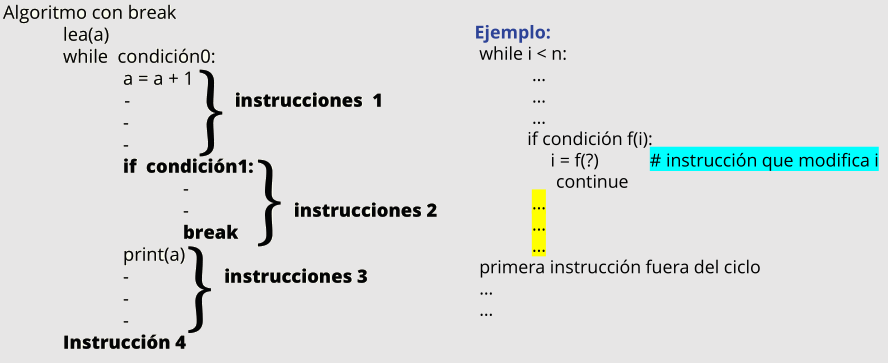 Algoritmo con break
lea(a)
while condición0:
a = a + 1
-
instrucciones 1
-
-
if condición1:
-
-
instrucciones 2
break
print(a)
-
instrucciones 3
-
-
Instrucción 4
Ejemplo:
while i < n:
...
...
...
if condición f(i):
i = f(?) # instrucción que modifica i
continue
...
...
...
primera instrucción fuera del ciclo
...
...